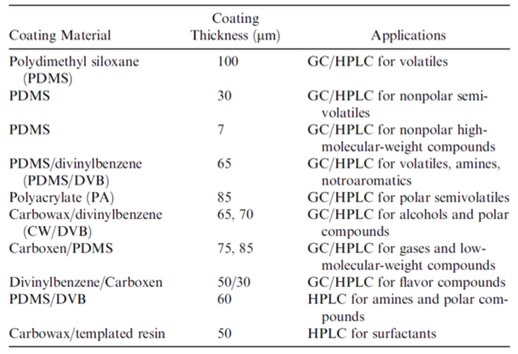 Coating Material Coating Thickness (μm) Applications
Polydimethyl siloxane (PDMS) 100 GC/HPLC for volatiles
PDMS 30 GC/HPLC for nonpolar semi-volatiles
PDMS 7 GC/HPLC for nonpolar high-molecular-weight compounds
PDMS/divinylbenzene (PDMS/DVB) 65 GC/HPLC for volatiles, amines, notroaromatics
Polyacrylate (PA) 85 GC/HPLC for polar semivolatiles
Carbowax/divinylbenzene (CW/DVB) 65, 70 GC/HPLC for alcohols and polar compounds
Carboxen/PDMS 75, 85 GC/HPLC for gases and low-molecular-weight compounds
Divinylbenzene/Carboxen 50/30 GC/HPLC for flavor compounds
PDMS/DVB 60 HPLC for amines and polar com-pounds
Carbowax/templated resin 50 HPLC for surfactants